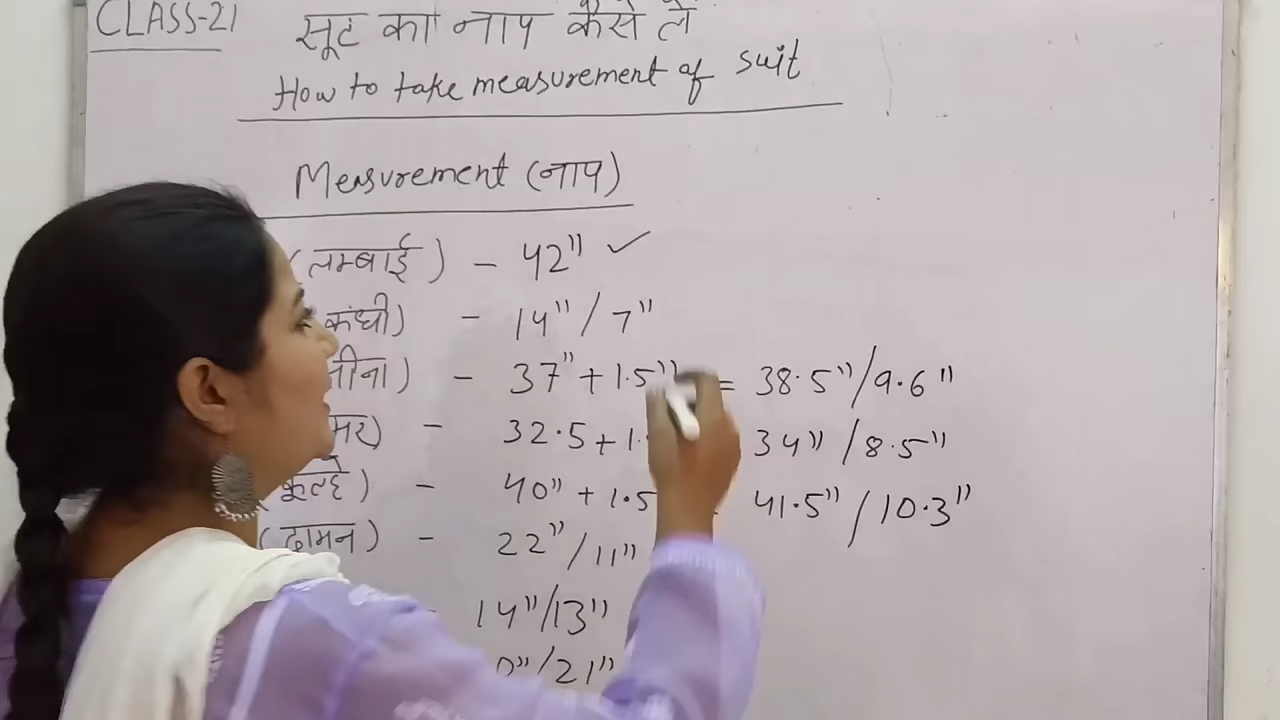 CLASS-21
सूट का नाप कैसे लें
How to take measurement of suit
Measurement (नाप)
(लम्बाई) - 42" ✓
कंधी) - 14" / 7"
सीना) - 37" + 1.5" = 38.5" / 9.6"
मर) - 32.5 + 1. 34" / 8.5"
कूल्हे) - 40" + 1.5 41.5" / 10.3"
(दामन) - 22" / 11"
- 14" / 13"
0" / 21"